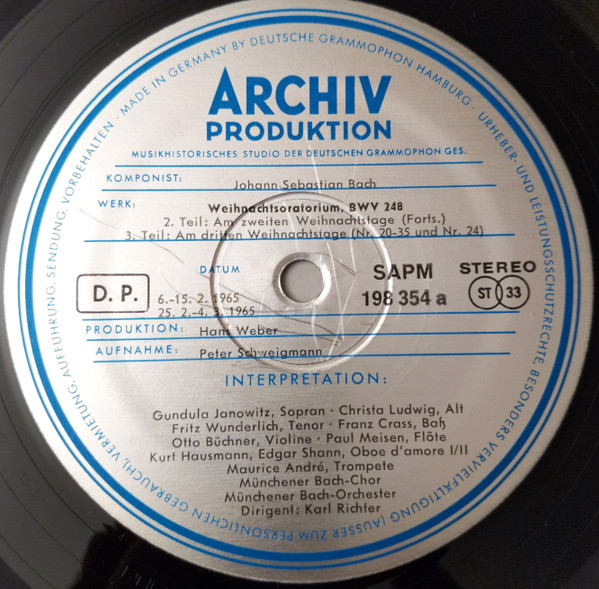 MADE IN GERMANY BY DEUTSCHE GRAMMOPHON HAMBURG · URHEBER- UND LEISTUNGSSCHUTZRECHTE, BESONDERS VERVIELFÄLTIGUNG (AUSSER ZUM PERSÖNLICHEN GEBRAUCH), VERMIETUNG, AUFFÜHRUNG, SENDUNG, VORBEHALTEN ·
ARCHIV
PRODUKTION
MUSIKHISTORISCHES STUDIO DER DEUTSCHEN GRAMMOPHON GES.
KOMPONIST: Johann Sebastian Bach
WERK: Weihnachtsoratorium, BWV 248
2. Teil: Am zweiten Weihnachtstage (Forts.)
3. Teil: Am dritten Weihnachtstage (Nr. 20-35 und Nr. 24)
DATUM
SAPM
STEREO
D. P.
6.-15. 2. 1965
198 354 a
ST 33
25. 2.-4. 3. 1965
PRODUKTION: Hans Weber
AUFNAHME: Peter Schweigmann
INTERPRETATION:
Gundula Janowitz, Sopran · Christa Ludwig, Alt
Fritz Wunderlich, Tenor · Franz Crass, Baß
Otto Büchner, Violine · Paul Meisen, Flöte
Kurt Hausmann, Edgar Shann, Oboe d'amore I/II
Maurice André, Trompete
Münchener Bach-Chor
Münchener Bach-Orchester
Dirigent: Karl Richter